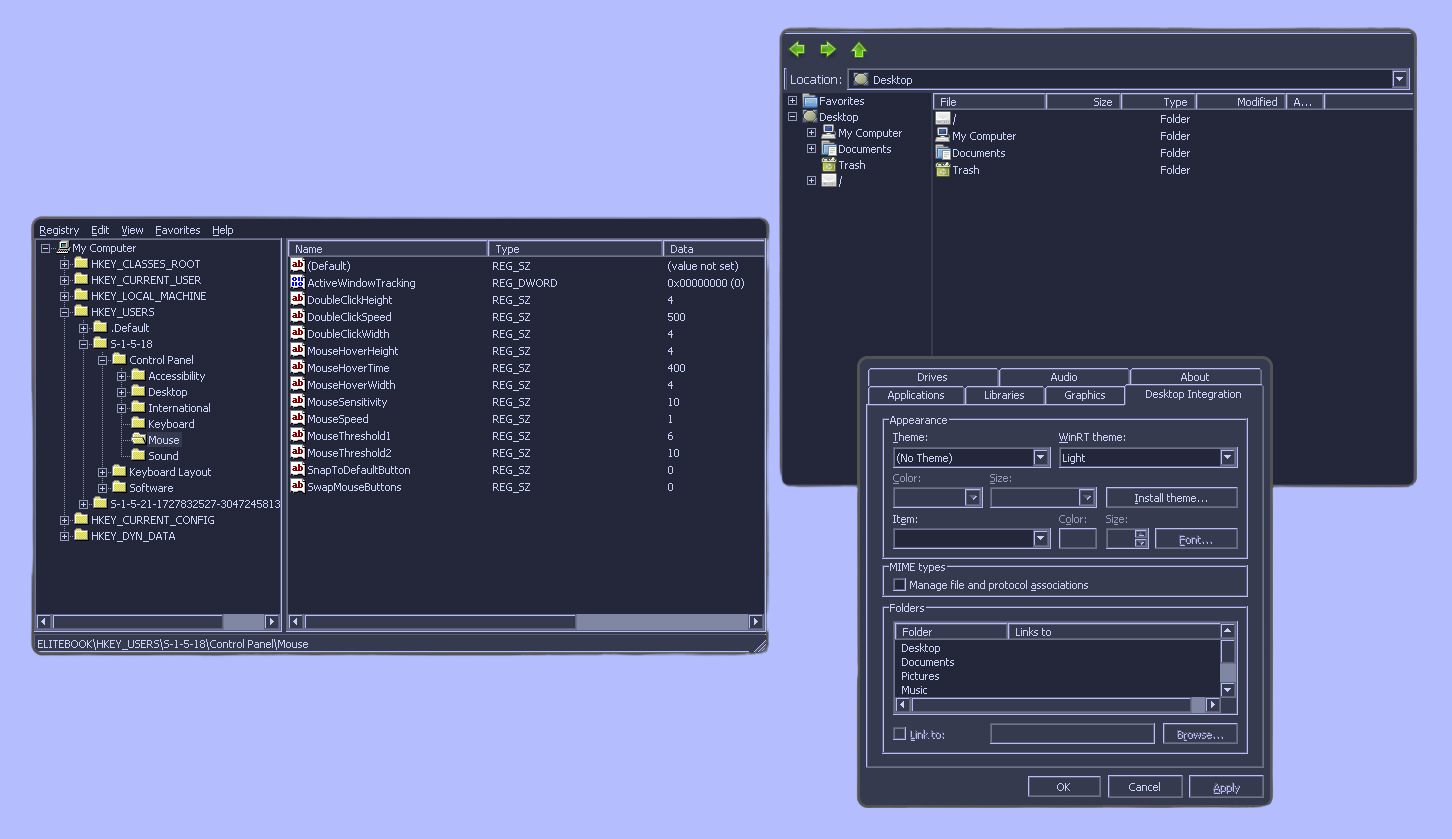 Registry Edit View Favorites Help
My Computer
HKEY_CLASSES_ROOT
HKEY_CURRENT_USER
HKEY_LOCAL_MACHINE
HKEY_USERS
.Default
S-1-5-18
Control Panel
Accessibility
Desktop
International
Keyboard
Mouse
Sound
Keyboard Layout
Software
S-1-5-21-1727832527-3047245813
HKEY_CURRENT_CONFIG
HKEY_DYN_DATA
Name Type Data
(Default) REG_SZ (value not set)
ActiveWindowTracking REG_DWORD 0x00000000 (0)
DoubleClickHeight REG_SZ 4
DoubleClickSpeed REG_SZ 500
DoubleClickWidth REG_SZ 4
MouseHoverHeight REG_SZ 4
MouseHoverTime REG_SZ 400
MouseHoverWidth REG_SZ 4
MouseSensitivity REG_SZ 10
MouseSpeed REG_SZ 1
MouseThreshold1 REG_SZ 6
MouseThreshold2 REG_SZ 10
SnapToDefaultButton REG_SZ 0
SwapMouseButtons REG_SZ 0
ELITEBOOK\HKEY_USERS\S-1-5-18\Control Panel\Mouse
Location: Desktop
Favorites
Desktop
My Computer
Documents
Trash
/
File Size Type Modified A...
/ Folder
My Computer Folder
Documents Folder
Trash Folder
Drives Audio About
Applications Libraries Graphics Desktop Integration
Appearance
Theme: WinRT theme:
(No Theme) Light
Color: Size:
Install theme...
Item: Color: Size:
Font...
MIME types
Manage file and protocol associations
Folders
Folder Links to
Desktop
Documents
Pictures
Music
Link to: Browse...
OK Cancel Apply